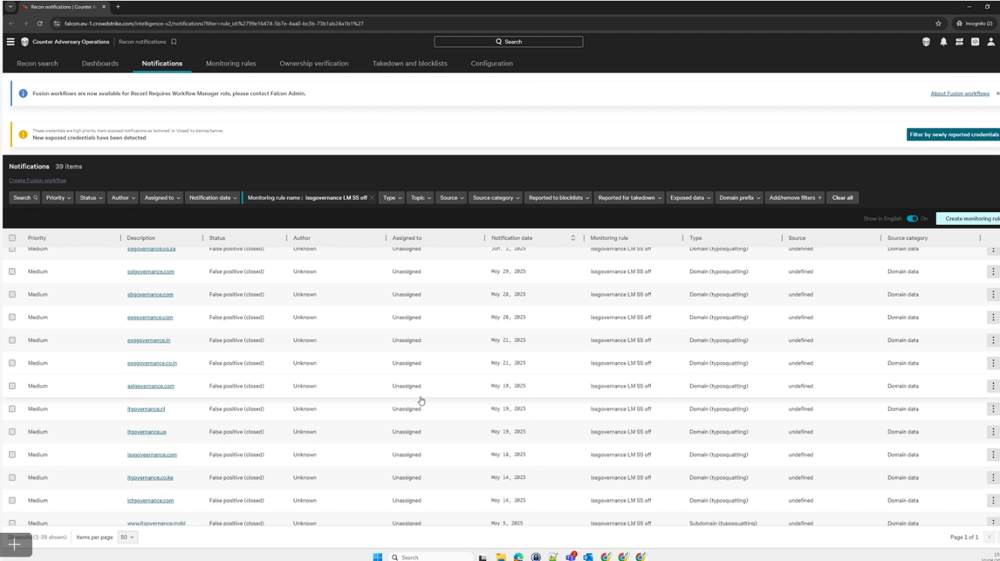 Recon notifications | Counter A
falcon.eu-1.crowdstrike.com/intelligence-v2/notifications?filter=rule_id:%2799e16474-5b7e-4aa0-bc3b-73b1ab24a1b1%27
Incognito (2)
Counter Adversary Operations
Recon notifications
Search
Recon search
Dashboards
Notifications
Monitoring rules
Ownership verification
Takedown and blocklists
Configuration
Fusion workflows are now available for Recon! Requires Workflow Manager role, please contact Falcon Admin.
About Fusion workflows
These credentials are high priority, mark exposed notifications as 'actioned' or 'closed' to dismiss banner.
New exposed credentials have been detected
Filter by newly reported credentials
Notifications 39 items
Create Fusion workflow
Search Priority Status Author Assigned to Notification date Monitoring rule name : issgovernance LM SS off Type Topic Source Source category Reported to blocklists Reported for takedown Exposed data Domain prefix Add/remove filters + Clear all
Show in English On Create monitoring rul
Priority Description Status Author Assigned to Notification date Monitoring rule Type Source Source category
Medium sggovernance.co.za False positive (closed) Unknown Unassigned Jun. 1, 2025 issgovernance LM SS off Domain (typosquatting) undefined Domain data
Medium sslgovernance.com False positive (closed) Unknown Unassigned May 29, 2025 issgovernance LM SS off Domain (typosquatting) undefined Domain data
Medium sbgovernance.com False positive (closed) Unknown Unassigned May 28, 2025 issgovernance LM SS off Domain (typosquatting) undefined Domain data
Medium esgovernance.com False positive (closed) Unknown Unassigned May 26, 2025 issgovernance LM SS off Domain (typosquatting) undefined Domain data
Medium esggovernance.in False positive (closed) Unknown Unassigned May 21, 2025 issgovernance LM SS off Domain (typosquatting) undefined Domain data
Medium esggovernance.co.in False positive (closed) Unknown Unassigned May 21, 2025 issgovernance LM SS off Domain (typosquatting) undefined Domain data
Medium asigovernance.com False positive (closed) Unknown Unassigned May 19, 2025 issgovernance LM SS off Domain (typosquatting) undefined Domain data
Medium itgovernance.nl False positive (closed) Unknown Unassigned May 19, 2025 issgovernance LM SS off Domain (typosquatting) undefined Domain data
Medium itgovernance.us False positive (closed) Unknown Unassigned May 19, 2025 issgovernance LM SS off Domain (typosquatting) undefined Domain data
Medium issgoveernance.com False positive (closed) Unknown Unassigned May 18, 2025 issgovernance LM SS off Domain (typosquatting) undefined Domain data
Medium itgovernance.co.ke False positive (closed) Unknown Unassigned May 14, 2025 issgovernance LM SS off Domain (typosquatting) undefined Domain data
Medium ictgovernance.com False positive (closed) Unknown Unassigned May 14, 2025 issgovernance LM SS off Domain (typosquatting) undefined Domain data
Medium www.itgovernance.mobi False positive (closed) Unknown Unassigned May 5, 2025 issgovernance LM SS off Subdomain (typosquatting) undefined Domain data
39 results (1-39 shown) Items per page 50 Page 1 of 1
Search
2